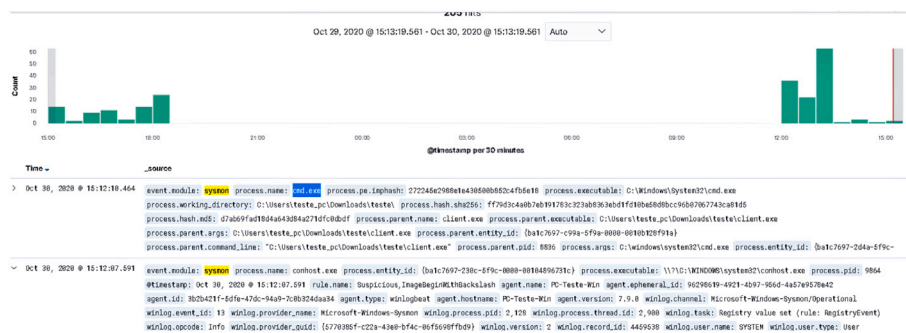 205 hits
Oct 29, 2020 @ 15:13:19.561 - Oct 30, 2020 @ 15:13:19.561 Auto
Count
60
50
40
30
20
10
0
15:00 18:00 21:00 00:00 03:00 06:00 09:00 12:00 15:00
@timestamp per 30 minutes
Time _source
Oct 30, 2020 @ 15:12:10.464 event.module: sysmon process.name: cmd.exe process.pe.imphash: 272245e2988e1e430500b852c4fb5e18 process.executable: C:\Windows\System32\cmd.exe
process.working_directory: C:\Users\teste_pc\Downloads\teste\ process.hash.sha256:
process.hash.md5: d7ab69fad18d4a643d84a271dfc0dbdf process.parent.name: client.exe process.parent.executable: C:\Users\teste_pc\Downloads\teste\client.exe
process.parent.args: C:\Users\teste_pc\Downloads\teste\client.exe process.parent.entity_id: {ba1c7697-c99a-5f9a-0000-0010b128f91a}
process.parent.command_line: "C:\Users\teste_pc\Downloads\teste\client.exe" process.parent.pid: 8836 process.args: C:\windows\system32\cmd.exe process.entity_id: {ba1c7697-2d4a-5f9c-
Oct 30, 2020 @ 15:12:07.591 event.module: sysmon process.name: conhost.exe process.entity_id: {ba1c7697-230c-5f9c-0000-00104896731c} process.executable: \\?\C:\WINDOWS\system32\conhost.exe process.pid: 9864
@timestamp: Oct 30, 2020 @ 15:12:07.591 rule.name: Suspicious,ImageBeginWithBackslash agent.hostname: PC-Teste-Win agent.ephemeral_id: 96298619-4921-4b97-956d-4a57e9578e42
agent.id: 3b2b421f-5dfe-47dc-94a9-7c0b324daa34 agent.type: winlogbeat agent.name: PC-Teste-Win agent.version: 7.9.0 winlog.channel: Microsoft-Windows-Sysmon/Operational
winlog.event_id: 13 winlog.provider_name: Microsoft-Windows-Sysmon winlog.process.pid: 2,128 winlog.process.thread.id: 2,900 winlog.task: Registry value set (rule: RegistryEvent)
winlog.opcode: Info winlog.provider_guid: {5770385f-c22a-43e0-bf4c-06f5698ffbd9} winlog.version: 2 winlog.record_id: 4459538 winlog.user.name: SYSTEM winlog.user.type: User